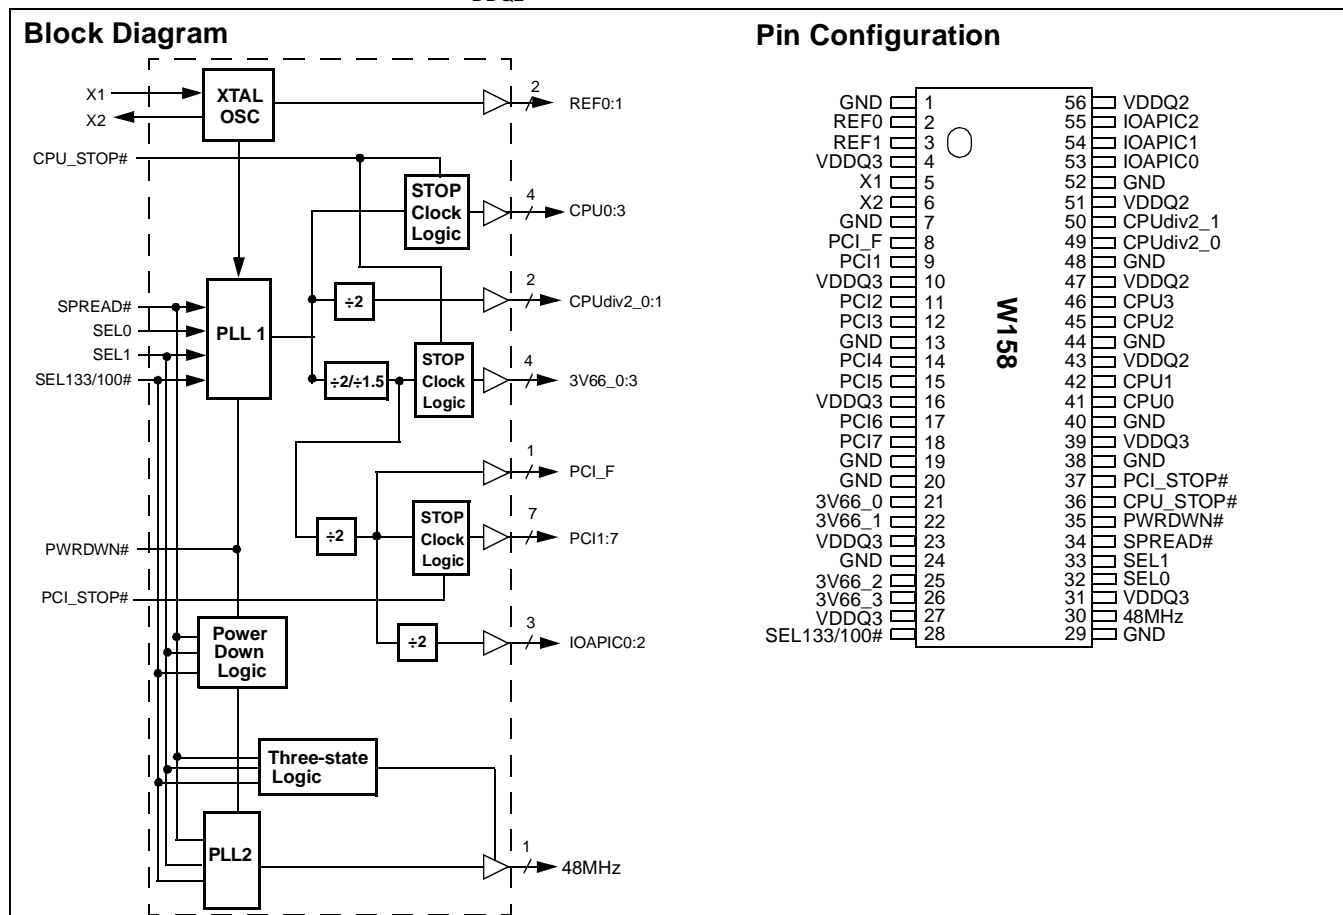 DDQ2
Block Diagram
X1
X2
XTAL
OSC
2
REF0:1
CPU_STOP#
STOP
Clock
Logic
4
CPU0:3
SPREAD#
SEL0
SEL1
SEL133/100#
PLL 1
÷2
2
CPUdiv2_0:1
÷2/÷1.5
STOP
Clock
Logic
4
3V66_0:3
1
PCI_F
÷2
STOP
Clock
Logic
7
PCI1:7
PWRDWN#
PCI_STOP#
Power
Down
Logic
÷2
3
IOAPIC0:2
Three-state
Logic
PLL2
1
48MHz
Pin Configuration
W158
GND 1 56 VDDQ2
REF0 2 55 IOAPIC2
REF1 3 54 IOAPIC1
VDDQ3 4 53 IOAPIC0
X1 5 52 GND
X2 6 51 VDDQ2
GND 7 50 CPUdiv2_1
PCI_F 8 49 CPUdiv2_0
PCI1 9 48 GND
VDDQ3 10 47 VDDQ2
PCI2 11 46 CPU3
PCI3 12 45 CPU2
GND 13 44 GND
PCI4 14 43 VDDQ2
PCI5 15 42 CPU1
VDDQ3 16 41 CPU0
PCI6 17 40 GND
PCI7 18 39 VDDQ3
GND 19 38 GND
GND 20 37 PCI_STOP#
3V66_0 21 36 CPU_STOP#
3V66_1 22 35 PWRDWN#
VDDQ3 23 34 SPREAD#
GND 24 33 SEL1
3V66_2 25 32 SEL0
3V66_3 26 31 VDDQ3
VDDQ3 27 30 48MHz
SEL133/100# 28 29 GND